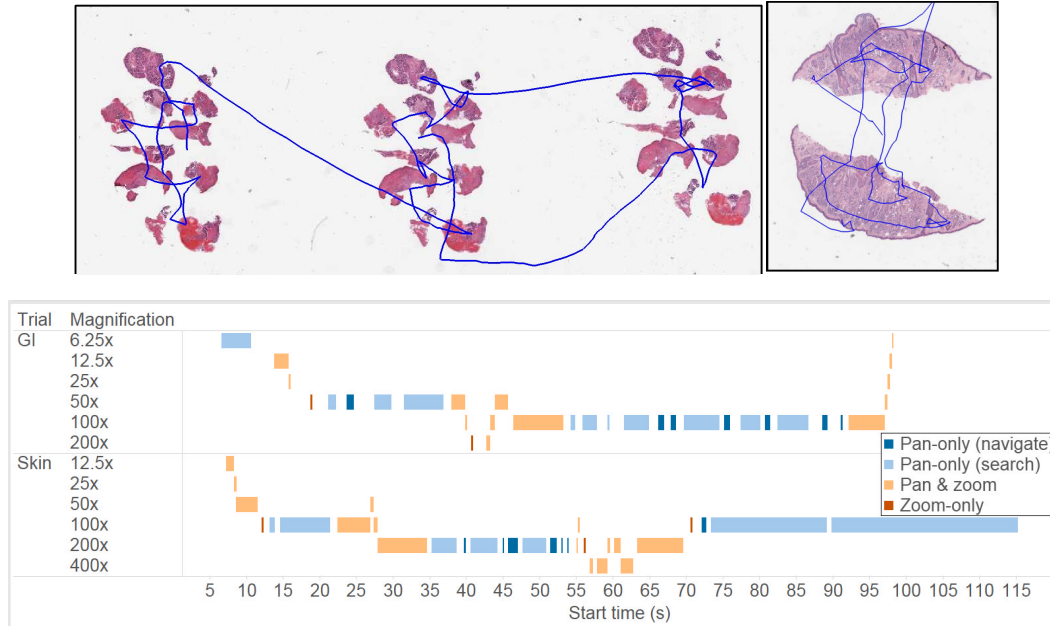 Trial Magnification
GI 6.25x
12.5x
25x
50x
100x
200x
Pan-only (navigate)
Skin 12.5x
Pan-only (search)
25x
Pan & zoom
50x
Zoom-only
100x
200x
400x
5 10 15 20 25 30 35 40 45 50 55 60 65 70 75 80 85 90 95 100 105 110 115
Start time (s)